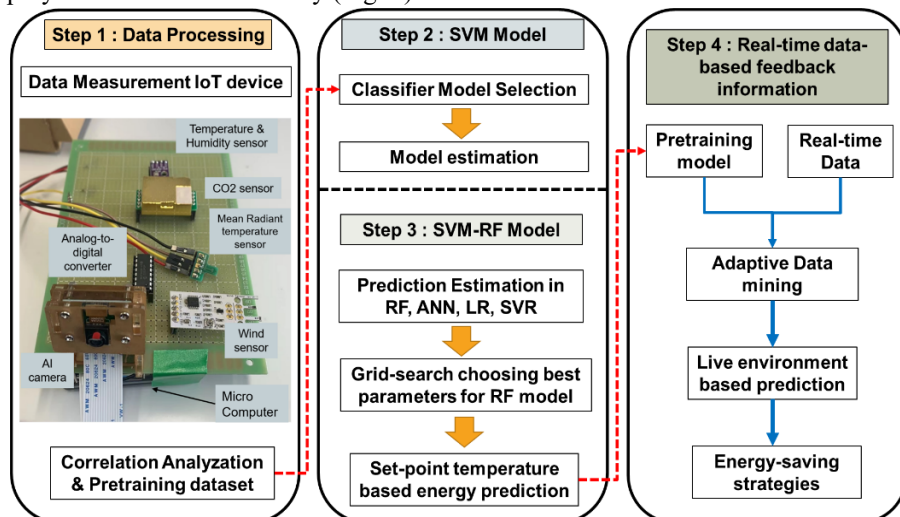 Step 1 : Data Processing
Data Measurement IoT device
Temperature &
Humidity sensor
CO2 sensor
Mean Radiant
temperature
sensor
Analog-to-
digital
converter
Wind
sensor
AI
camera
Micro
Computer
Correlation Analyzation
& Pretraining dataset
Step 2 : SVM Model
Classifier Model Selection
Model estimation
Step 3 : SVM-RF Model
Prediction Estimation in
RF, ANN, LR, SVR
Grid-search choosing best
parameters for RF model
Set-point temperature
based energy prediction
Step 4 : Real-time data-
based feedback
information
Pretraining
model
Real-time
Data
Adaptive Data
mining
Live environment
based prediction
Energy-saving
strategies